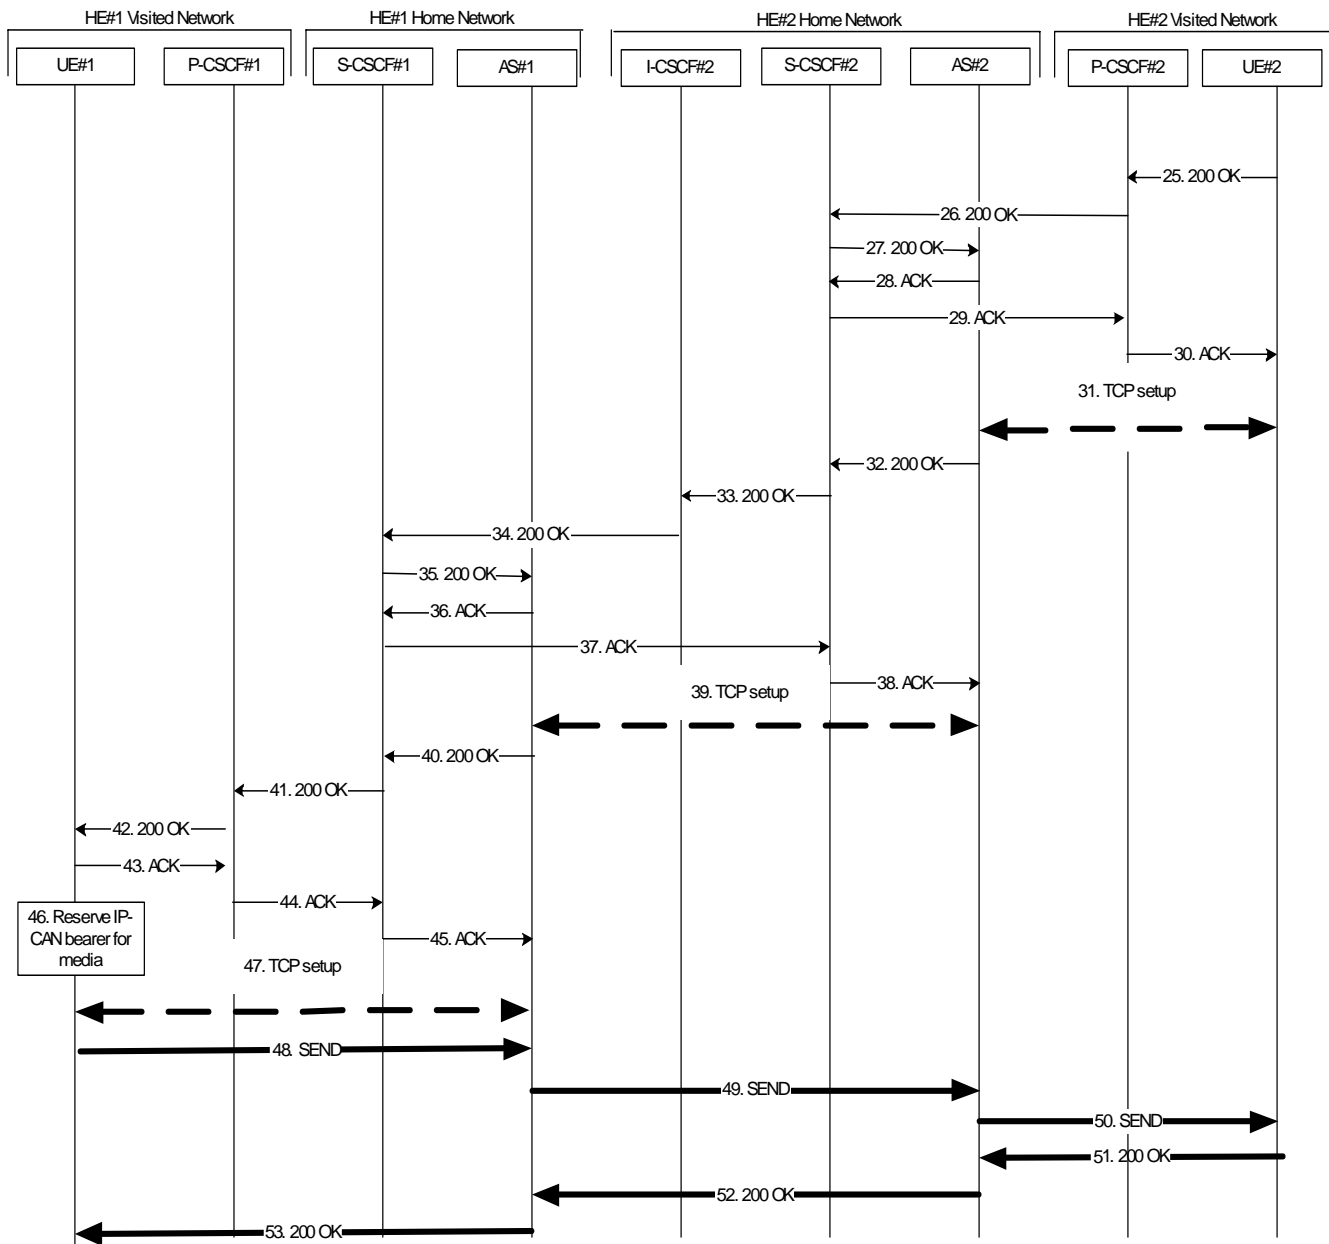 HE#1 Visited Network
HE#1 Home Network
HE#2 Home Network
HE#2 Visited Network
UE#1
P-CSCF#1
S-CSCF#1
AS#1
I-CSCF#2
S-CSCF#2
AS#2
P-CSCF#2
UE#2
25. 200 OK
26. 200 OK
27. 200 OK
28. ACK
29. ACK
30. ACK
31. TCP setup
32. 200 OK
33. 200 OK
34. 200 OK
35. 200 OK
36. ACK
37. ACK
38. ACK
39. TCP setup
40. 200 OK
41. 200 OK
42. 200 OK
43. ACK
44. ACK
46. Reserve IP-
CAN bearer for
media
45. ACK
47. TCP setup
48. SEND
49. SEND
50. SEND
51. 200 OK
52. 200 OK
53. 200 OK